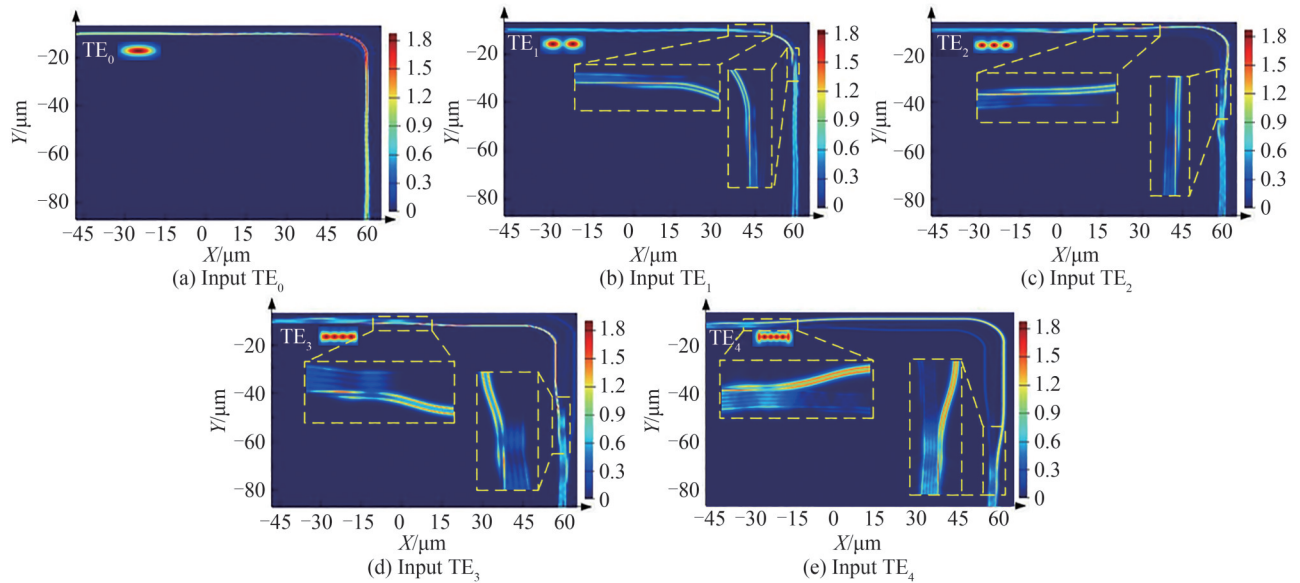 TE₀
Y/μm
−20
−40
−60
−80
1.8
1.5
1.2
0.9
0.6
0.3
0
−45 −30 −15 0 15 30 45 60
X/μm
(a) Input TE₀
TE₁
Y/μm
−20
−40
−60
−80
1.8
1.5
1.2
0.9
0.6
0.3
0
−45 −30 −15 0 15 30 45 60
X/μm
(b) Input TE₁
TE₂
Y/μm
−20
−40
−60
−80
1.8
1.5
1.2
0.9
0.6
0.3
0
−45 −30 −15 0 15 30 45 60
X/μm
(c) Input TE₂
TE₃
Y/μm
−20
−40
−60
−80
1.8
1.5
1.2
0.9
0.6
0.3
0
−45 −30 −15 0 15 30 45 60
X/μm
(d) Input TE₃
TE₄
Y/μm
−20
−40
−60
−80
1.8
1.5
1.2
0.9
0.6
0.3
0
−45 −30 −15 0 15 30 45 60
X/μm
(e) Input TE₄